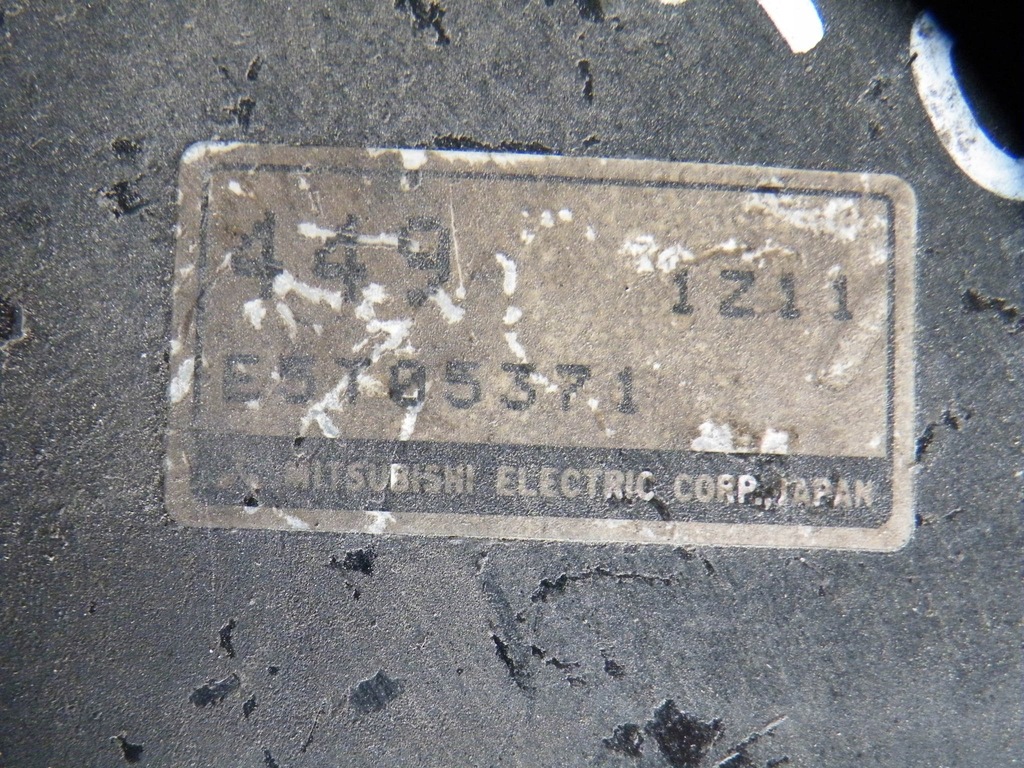 449
1Z11
E5T05371
MITSUBISHI ELECTRIC CORP. JAPAN